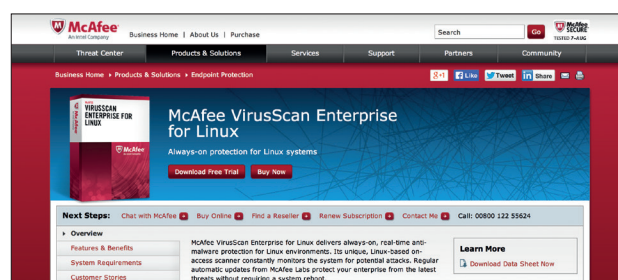 McAfee
An Intel Company
Business Home | About Us | Purchase
Search
Go
McAfee
SECURE
TESTED 7-AUG
Threat Center
Products & Solutions
Services
Support
Partners
Community
Business Home ▸ Products & Solutions ▸ Endpoint Protection
g+1
Like
Tweet
in Share
McAfee
VIRUSSCAN
ENTERPRISE FOR
LINUX
McAfee
McAfee VirusScan Enterprise
for Linux
Always-on protection for Linux systems
Download Free Trial
Buy Now
Next Steps: Chat with McAfee Buy Online Find a Reseller Renew Subscription Contact Me Call: 00800 122 55624
Overview
Features & Benefits
System Requirements
Customer Stories
McAfee VirusScan Enterprise for Linux delivers always-on, real-time anti-
malware protection for Linux environments. Its unique, Linux-based on-
access scanner constantly monitors the system for potential attacks. Regular
automatic updates from McAfee Labs protect your enterprise from the latest
threats without requiring a system reboot.
Learn More
Download Data Sheet Now